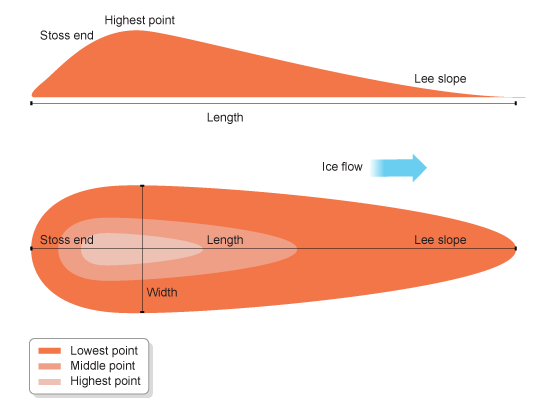 Highest point
Stoss end
Lee slope
Length
Ice flow
Stoss end
Length
Lee slope
Width
Lowest point
Middle point
Highest point